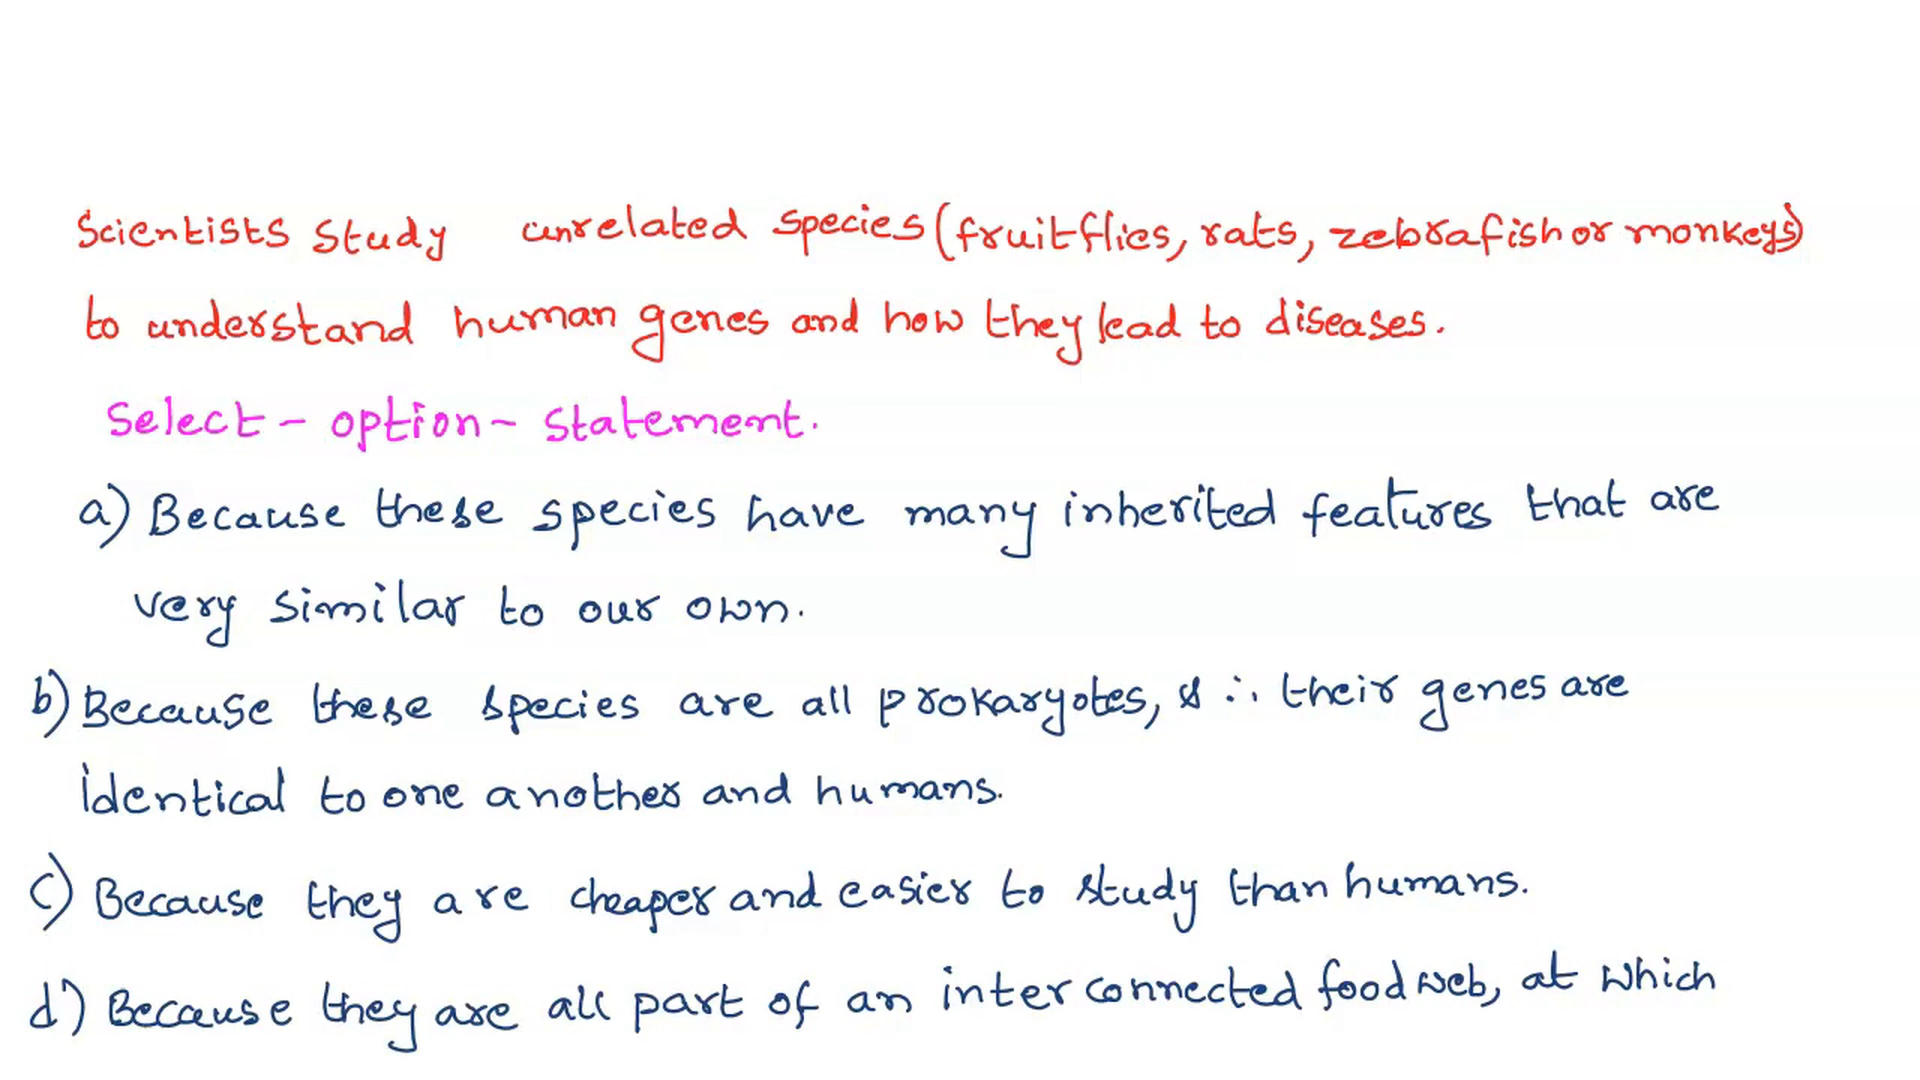 Scientists study unrelated species (fruitflies, rats, zebrafish or monkeys)
to understand human genes and how they lead to diseases.
Select - option - statement.
a) Because these species have many inherited features that are
very similar to our own.
b) Because these species are all prokaryotes, & ∴ their genes are
identical to one another and humans.
c) Because they are cheaper and easier to study than humans.
d) Because they are all part of an inter connected food web, at which